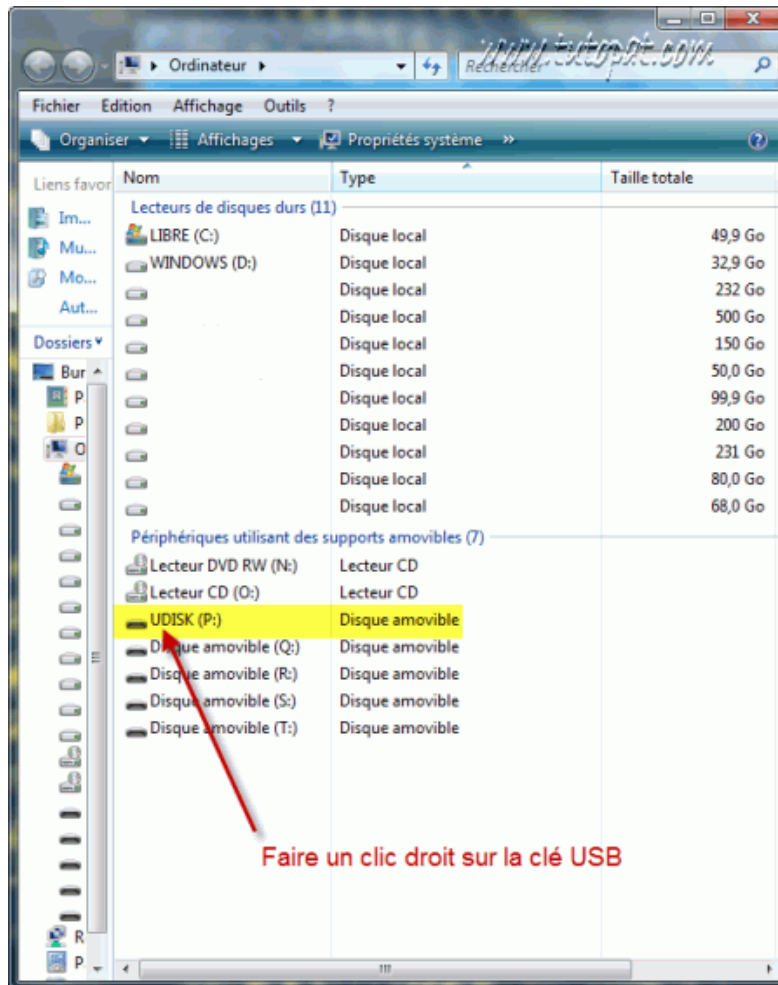 www.tutopat.com
Ordinateur
Rechercher
Fichier Edition Affichage Outils ?
Organiser Affichages Propriétés système »
Liens favor
Nom Type Taille totale
Lecteurs de disques durs (11)
Im...
LIBRE (C:) Disque local 49,9 Go
Mu...
WINDOWS (D:) Disque local 32,9 Go
Mo...
Disque local 232 Go
Aut...
Disque local 500 Go
Dossiers
Disque local 150 Go
Bur
Disque local 50,0 Go
P
Disque local 99,9 Go
P
Disque local 200 Go
O
Disque local 231 Go
Disque local 80,0 Go
Disque local 68,0 Go
Périphériques utilisant des supports amovibles (7)
Lecteur DVD RW (N:) Lecteur CD
Lecteur CD (O:) Lecteur CD
UDISK (P:) Disque amovible
Disque amovible (Q:) Disque amovible
Disque amovible (R:) Disque amovible
Disque amovible (S:) Disque amovible
Disque amovible (T:) Disque amovible
Faire un clic droit sur la clé USB
R
P